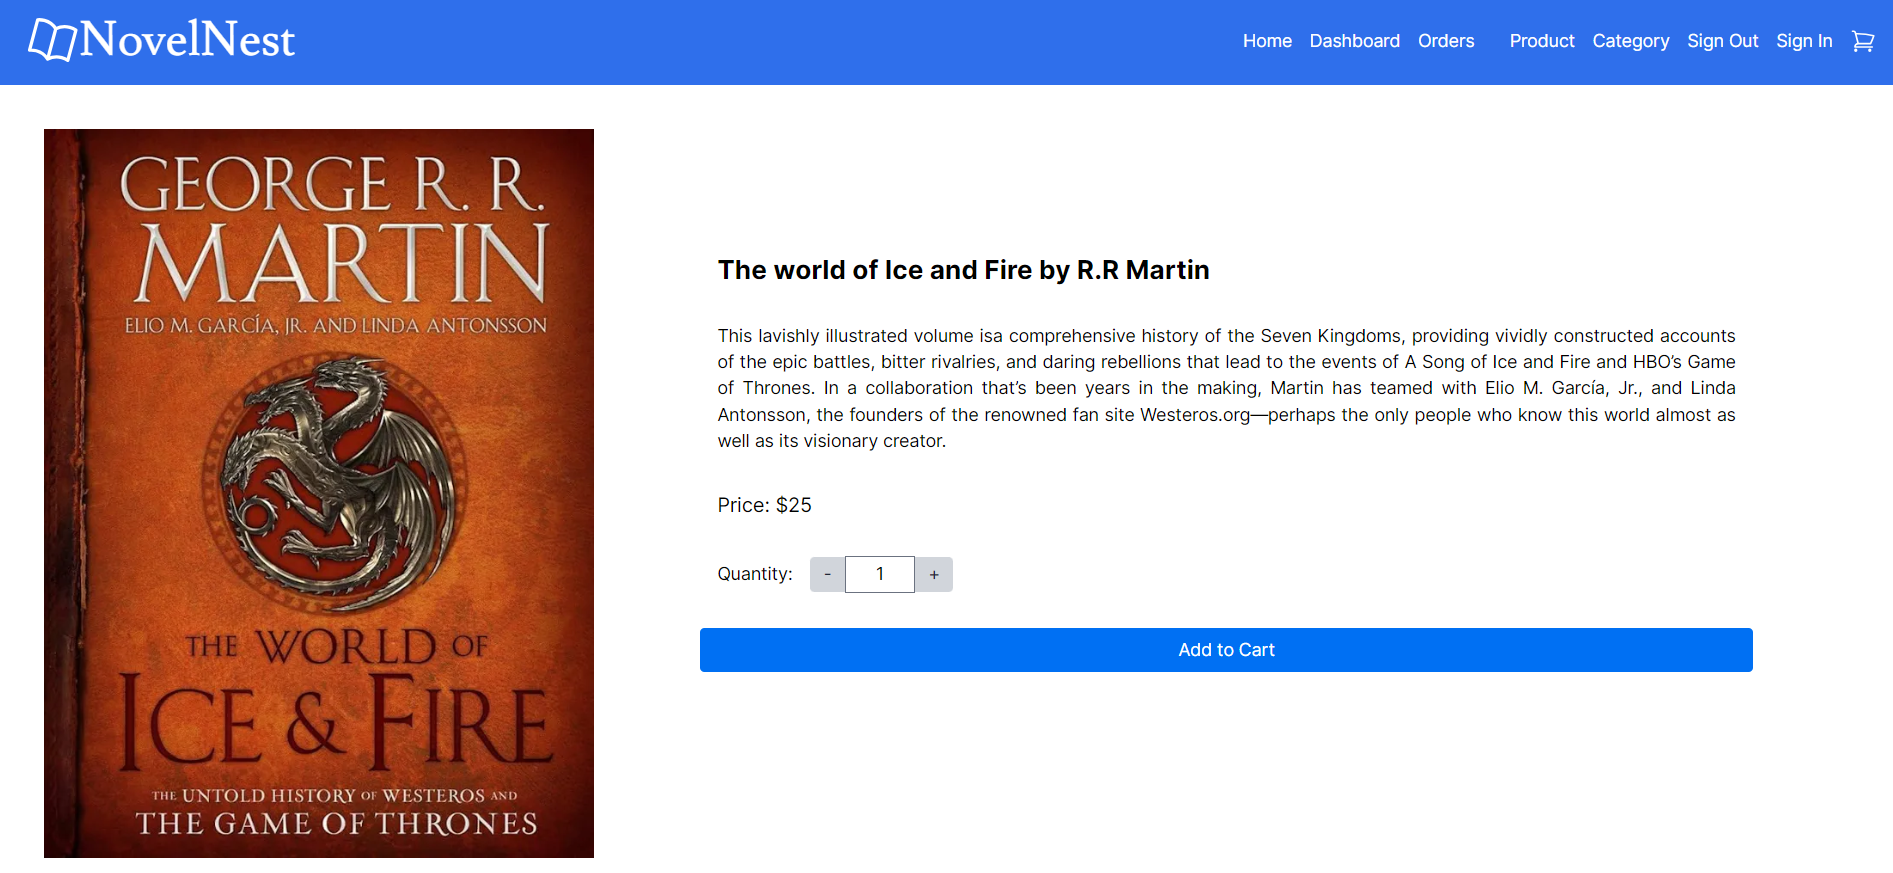 NovelNest
Home Dashboard Orders Product Category Sign Out Sign In
GEORGE R. R.
MARTIN
ELIO M. GARCÍA, JR. AND LINDA ANTONSSON
THE WORLD OF
ICE & FIRE
THE UNTOLD HISTORY OF WESTEROS AND
THE GAME OF THRONES
The world of Ice and Fire by R.R Martin
This lavishly illustrated volume isa comprehensive history of the Seven Kingdoms, providing vividly constructed accounts
of the epic battles, bitter rivalries, and daring rebellions that lead to the events of A Song of Ice and Fire and HBO’s Game
of Thrones. In a collaboration that’s been years in the making, Martin has teamed with Elio M. García, Jr., and Linda
Antonsson, the founders of the renowned fan site Westeros.org—perhaps the only people who know this world almost as
well as its visionary creator.
Price: $25
Quantity: - 1 +
Add to Cart